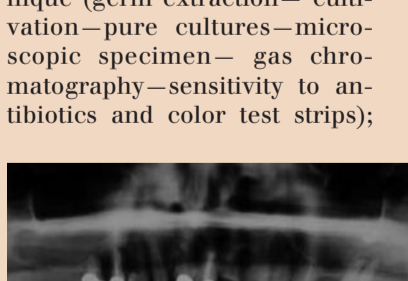 nique (germ extraction— culti-
vation—pure cultures—micro-
scopic specimen— gas chro-
matography—sensitivity to an-
tibiotics and color test strips);